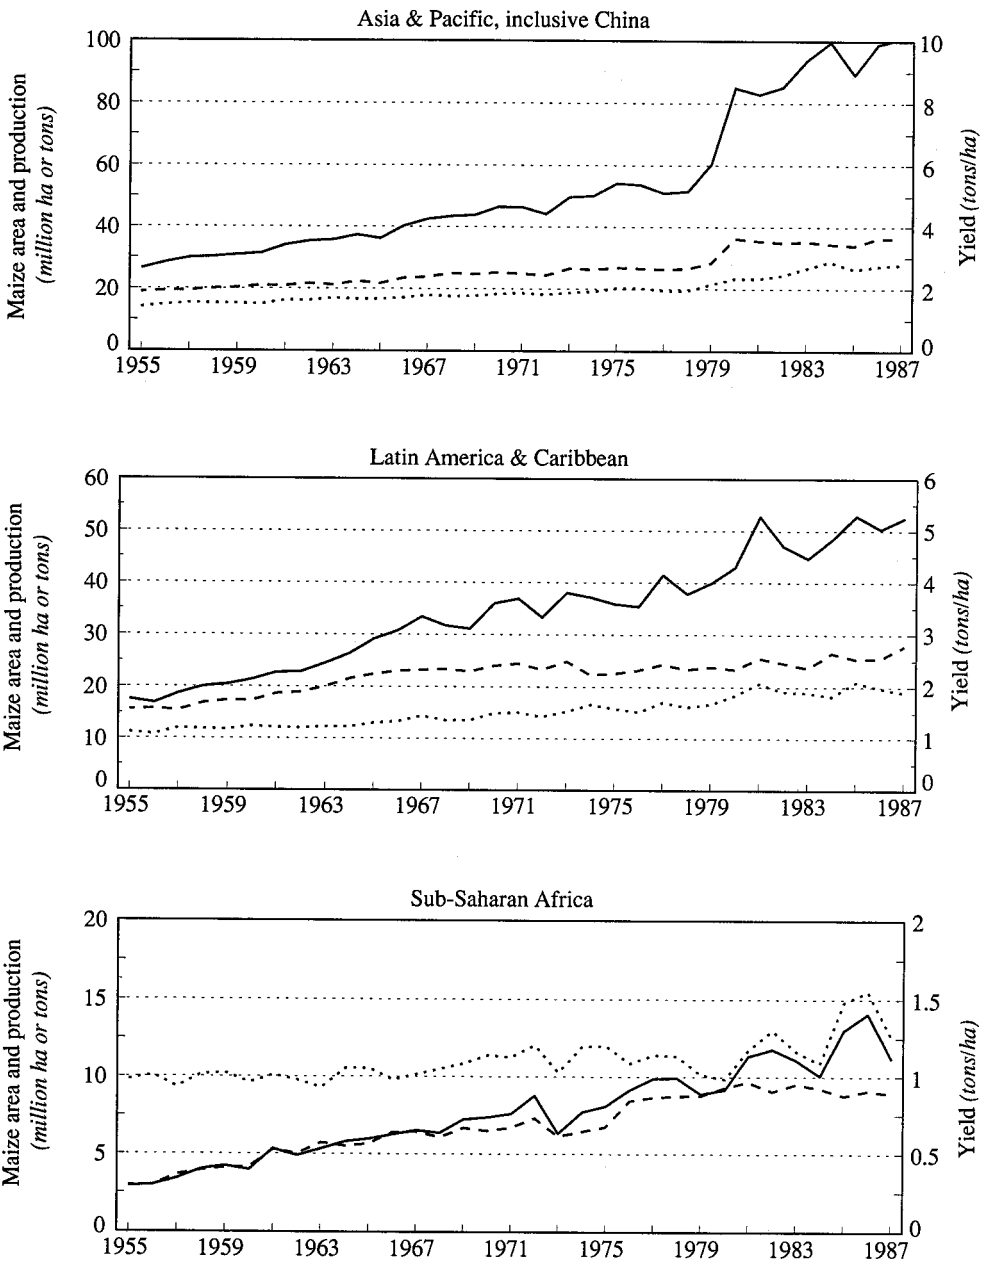 Asia & Pacific, inclusive China
Maize area and production
(million ha or tons)
100
80
60
40
20
0
10
8
6
4
2
0
Yield (tons/ha)
1955 1959 1963 1967 1971 1975 1979 1983 1987
Latin America & Caribbean
Maize area and production
(million ha or tons)
60
50
40
30
20
10
0
6
5
4
3
2
1
0
Yield (tons/ha)
1955 1959 1963 1967 1971 1975 1979 1983 1987
Sub-Saharan Africa
Maize area and production
(million ha or tons)
20
15
10
5
0
2
1.5
1
0.5
0
Yield (tons/ha)
1955 1959 1963 1967 1971 1975 1979 1983 1987